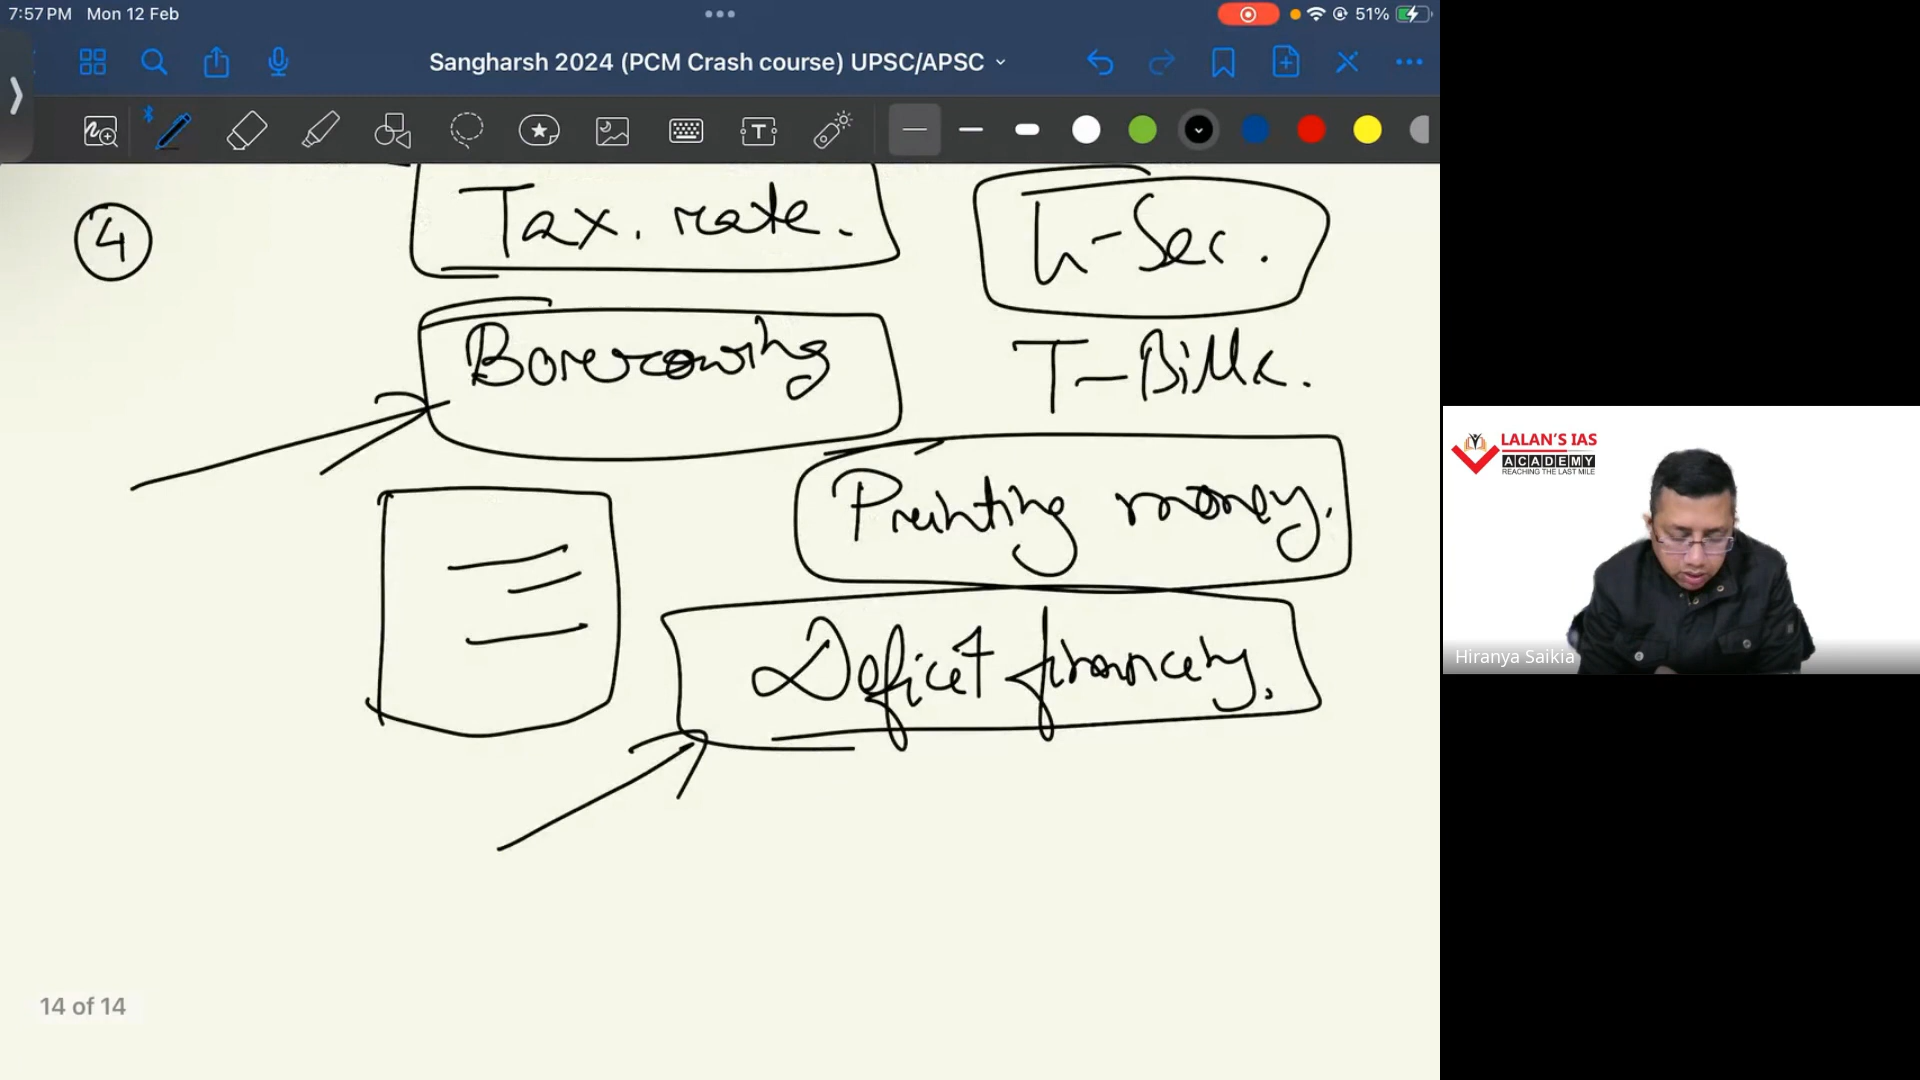 7:57 PM Mon 12 Feb
51%
Sangharsh 2024 (PCM Crash course) UPSC/APSC
T
4
Tax. rate.
G-Sec.
Borrowing
T-Bills.
Printing money.
Deficit financing.
14 of 14
LALAN'S IAS
ACADEMY
REACHING THE LAST MILE
Hiranya Saikia